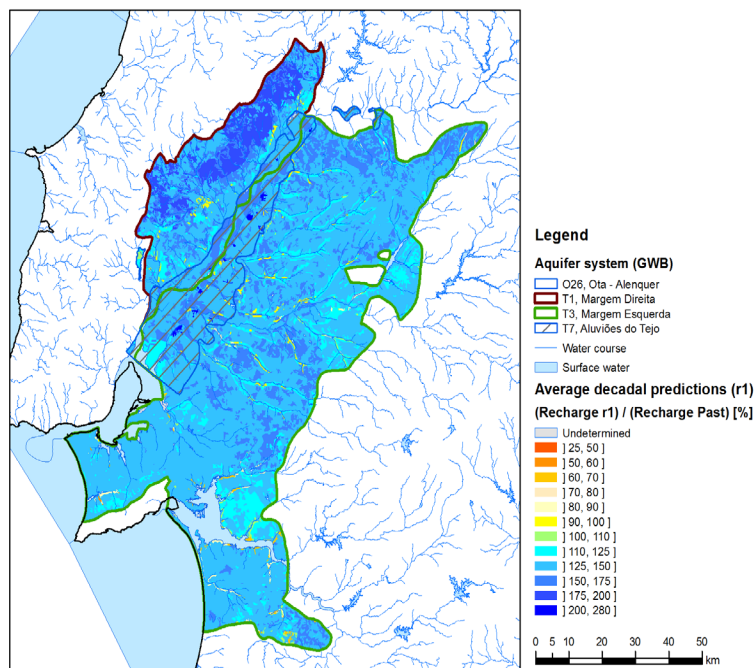 Legend
Aquifer system (GWB)
O26, Ota - Alenquer
T1, Margem Direita
T3, Margem Esquerda
T7, Aluviões do Tejo
Water course
Surface water
Average decadal predictions (r1)
(Recharge r1) / (Recharge Past) [%]
Undetermined
] 25, 50 ]
] 50, 60 ]
] 60, 70 ]
] 70, 80 ]
] 80, 90 ]
] 90, 100 ]
] 100, 110 ]
] 110, 125 ]
] 125, 150 ]
] 150, 175 ]
] 175, 200 ]
] 200, 280 ]
0 5 10 20 30 40 50
km